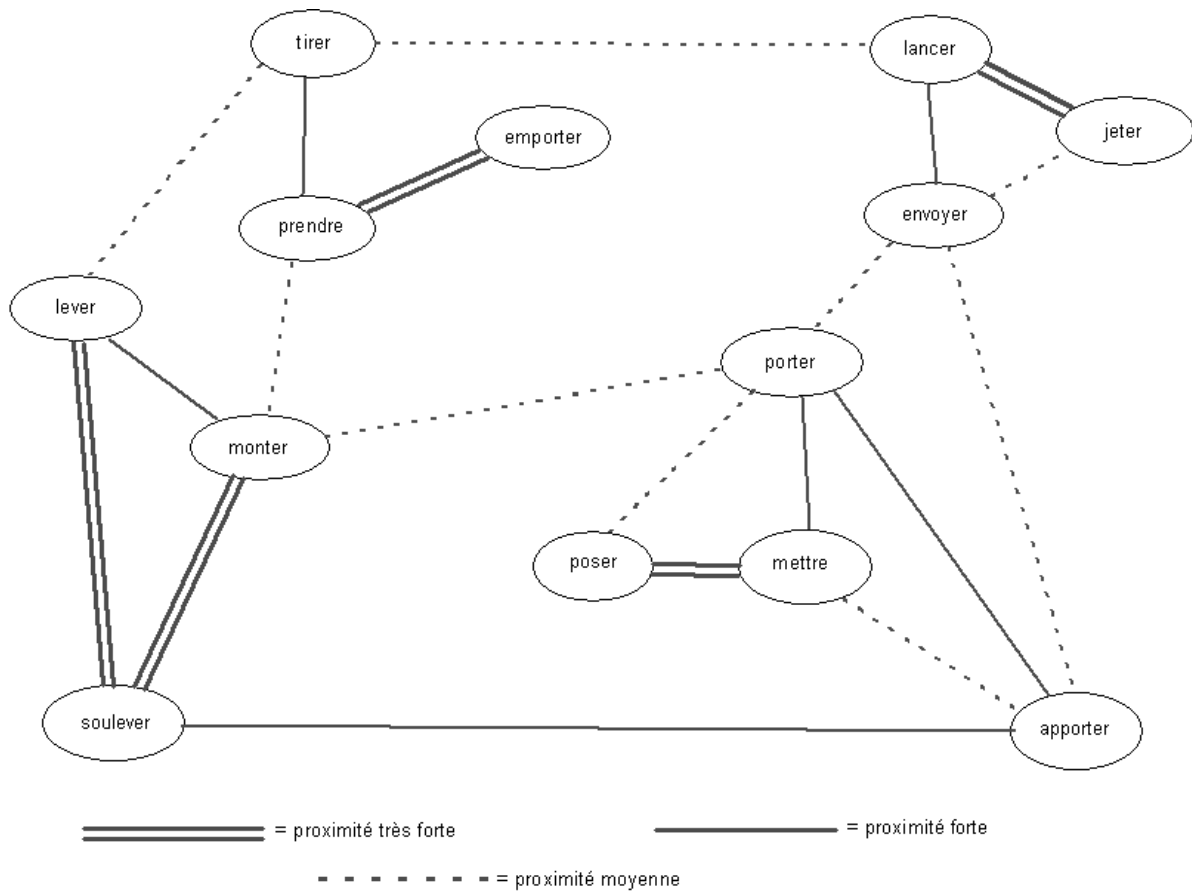 tirer
lancer
emporter
jeter
prendre
envoyer
lever
porter
monter
poser
mettre
soulever
apporter
= proximité très forte
= proximité forte
= proximité moyenne